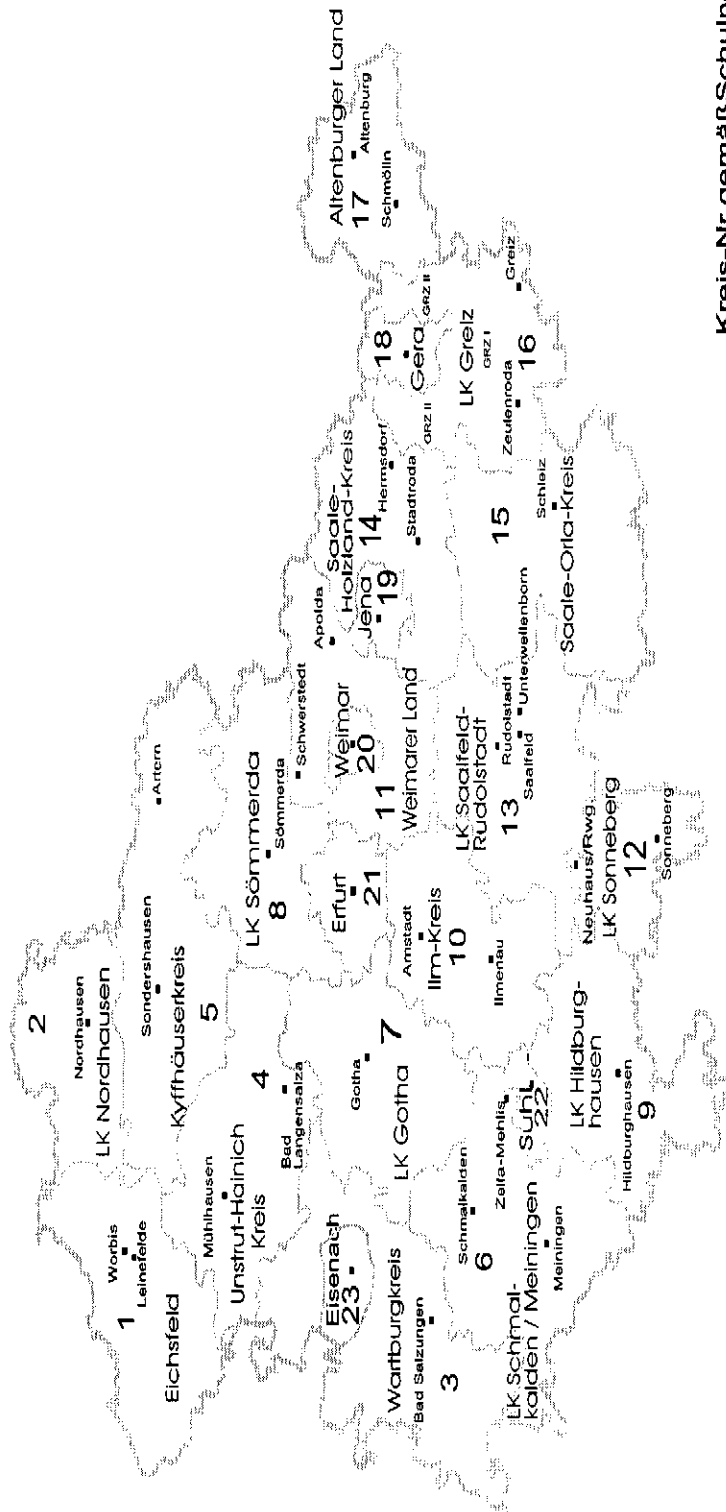 2
Nordhausen
LK Nordhausen
Worbis
Leinefelde
1
Eichsfeld
Sondershausen
Artern
Kyffhäuserkreis
5
Mühlhausen
Unstrut-Hainich
Kreis
4
Bad
Langensalza
LK Sömmerda
8
Sömmerda
Schwerstedt
Apolda
Eisenach
23
Gotha
7
LK Gotha
Erfurt
21
Weimar
20
11
Weimarer Land
Saale-
Holzland-Kreis
14
Hermsdorf
Jena
19
Stadtroda
18
Gera
GRZ II
GRZ II
Altenburger Land
17
Altenburg
Schmölln
Wartburgkreis
Bad Salzungen
3
Schmalkalden
6
Zella-Mehlis
LK Schmal-
kalden / Meiningen
Meiningen
Suhl
22
Arnstadt
Ilm-Kreis
10
Ilmenau
LK Saalfeld-
Rudolstadt
13
Rudolstadt
Saalfeld
Unterwellenborn
15
Schleiz
Saale-Orla-Kreis
LK Greiz
GRZ I
Zeulenroda
16
Greiz
LK Hildburg-
hausen
Hildburghausen
9
Neuhaus/Rwg.
LK Sonneberg
12
Sonneberg